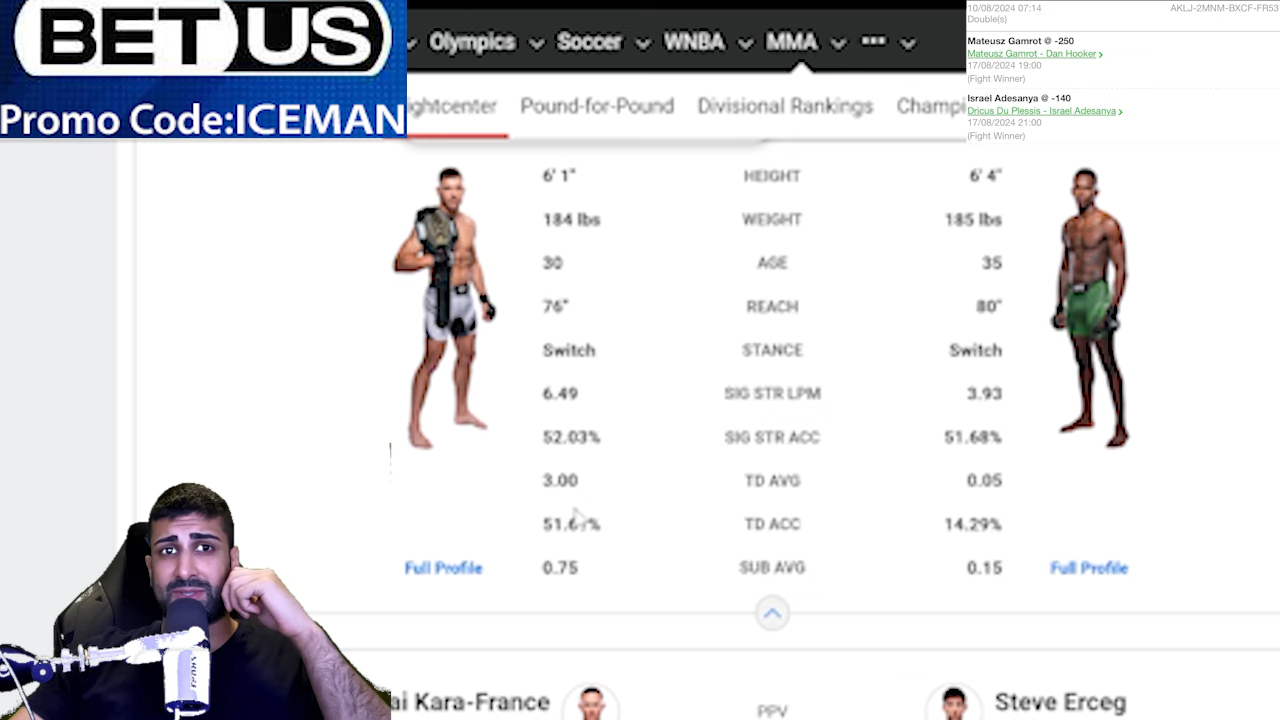 BETUS
Promo Code:ICEMAN
Olympics Soccer WNBA MMA •••
ightcenter Pound-for-Pound Divisional Rankings Champi
10/08/2024 07:14 AKLJ-2MNM-BXCF-FR53
Double(s)
Mateusz Gamrot @ -250
Mateusz Gamrot - Dan Hooker
17/08/2024 19:00
(Fight Winner)
Israel Adesanya @ -140
Dricus Du Plessis - Israel Adesanya
17/08/2024 21:00
(Fight Winner)
6' 1" HEIGHT 6' 4"
184 lbs WEIGHT 185 lbs
30 AGE 35
76" REACH 80"
Switch STANCE Switch
6.49 SIG STR LPM 3.93
52.03% SIG STR ACC 51.68%
3.00 TD AVG 0.05
TD ACC 14.29%
Full Profile 0.75 SUB AVG 0.15 Full Profile
ai Kara-France PPV Steve Erceg